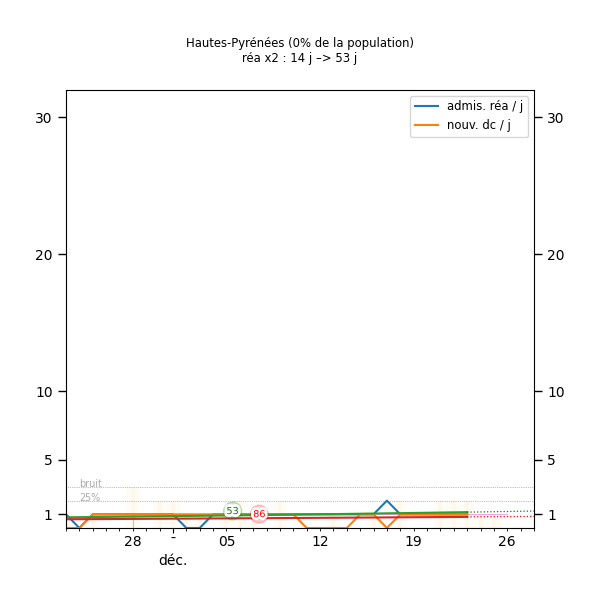 Hautes-Pyrénées (0% de la population)
réa x2 : 14 j –> 53 j
admis. réa / j
nouv. dc / j
30 30
20 20
10 10
5 5
bruit
25%
53 86
1 1
28 - 05 12 19 26
déc.